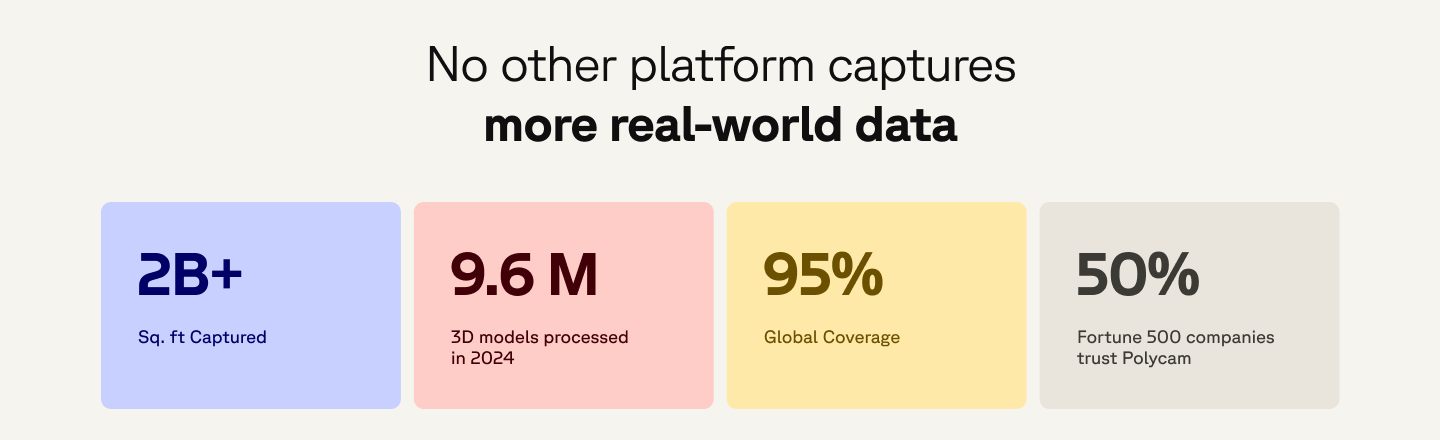 No other platform captures
more real-world data
2B+
Sq. ft Captured
9.6 M
3D models processed
in 2024
95%
Global Coverage
50%
Fortune 500 companies
trust Polycam